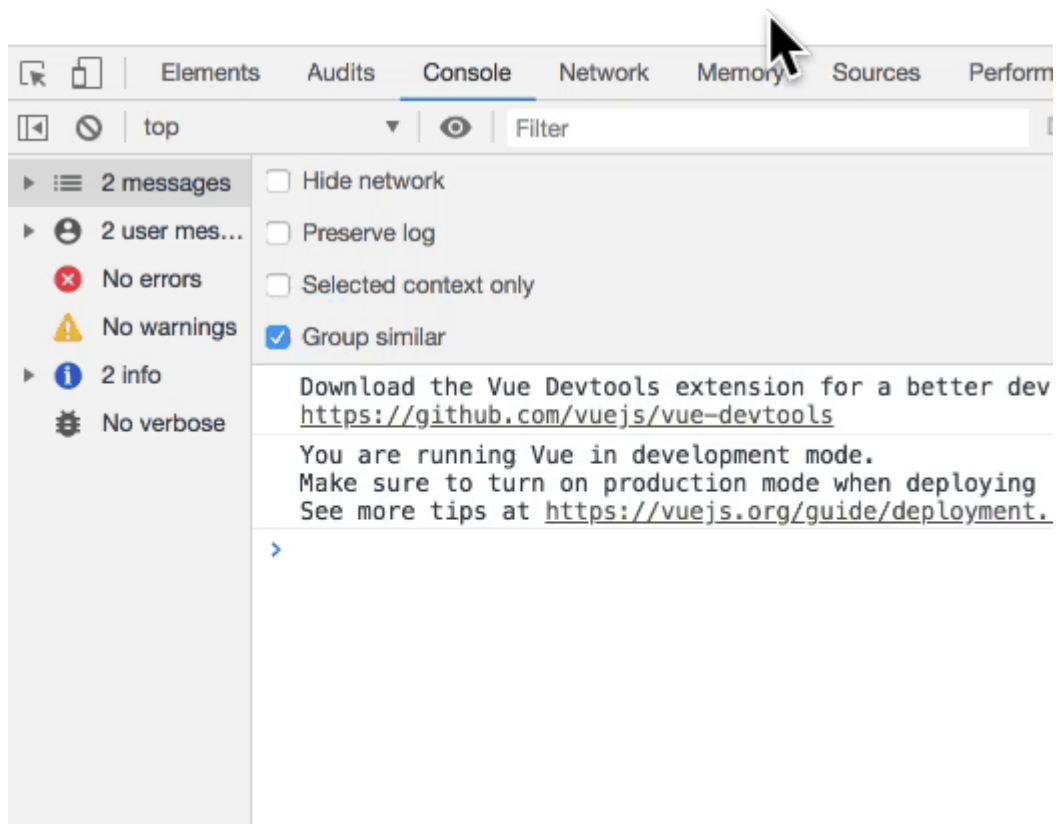 Elements Audits Console Network Memory Sources Perform
top Filter
2 messages
2 user mes...
No errors
No warnings
2 info
No verbose
Hide network
Preserve log
Selected context only
Group similar
Download the Vue Devtools extension for a better dev
https://github.com/vuejs/vue-devtools
You are running Vue in development mode.
Make sure to turn on production mode when deploying
See more tips at https://vuejs.org/guide/deployment.